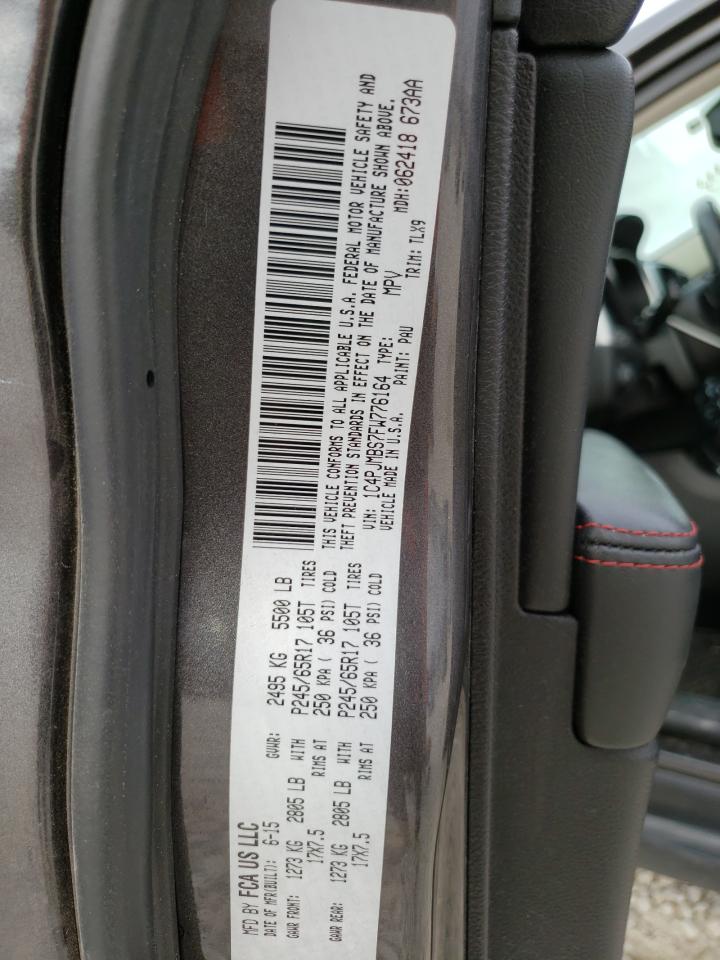 MFD BY FCA US LLC
DATE OF MFR(BUILT): 6-15 GVWR: 2495 KG 5500 LB
GAWR FRONT: 1273 KG 2805 LB WITH P245/65R17 105T TIRES
17X7.5 RIMS AT 250 KPA ( 36 PSI) COLD
GAWR REAR: 1273 KG 2805 LB WITH P245/65R17 105T TIRES
17X7.5 RIMS AT 250 KPA ( 36 PSI) COLD
THIS VEHICLE CONFORMS TO ALL APPLICABLE U.S.A. FEDERAL MOTOR VEHICLE SAFETY AND
THEFT PREVENTION STANDARDS IN EFFECT ON THE DATE OF MANUFACTURE SHOWN ABOVE.
VIN: 1C4PJMBS7FW776164 TYPE: MPV MDH:062418 673AA
VEHICLE MADE IN U.S.A. PAINT: PAU TRIM: TLX9